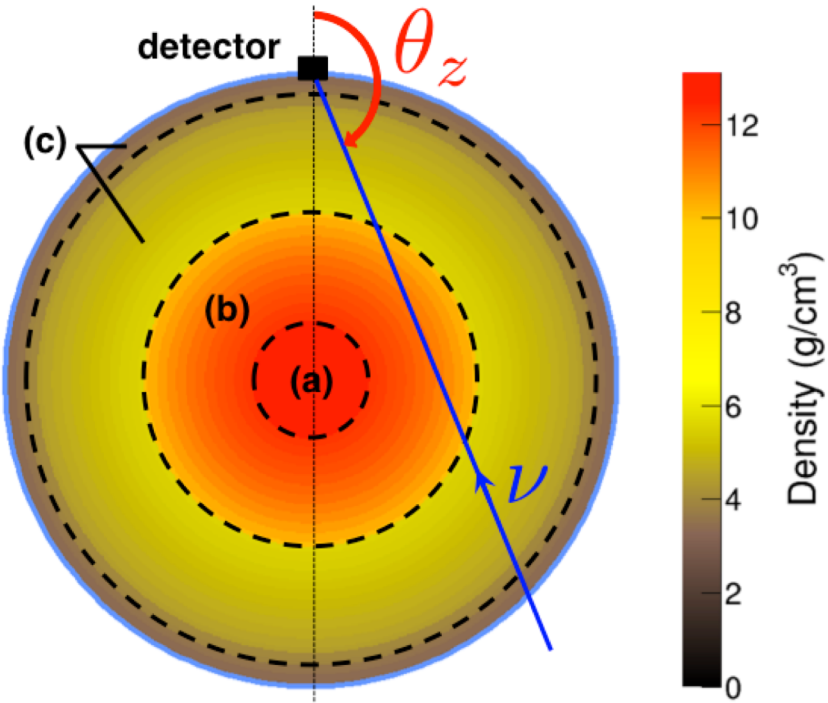 detector
θz
(c)
(b)
(a)
ν
12
10
8
6
4
2
0
Density (g/cm³)